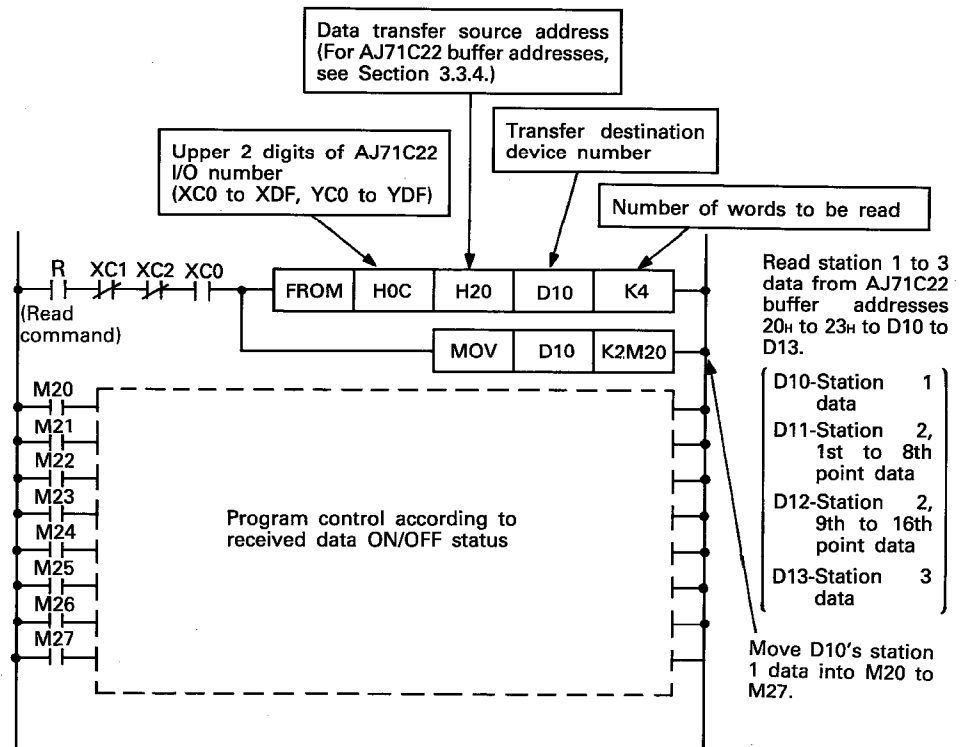 Data transfer source address
(For AJ71C22 buffer addresses,
see Section 3.3.4.)
Transfer destination
device number
Upper 2 digits of AJ71C22
I/O number
(XC0 to XDF, YC0 to YDF)
Number of words to be read
R XC1 XC2 XC0
(Read
command)
FROM H0C H20 D10 K4
MOV D10 K2M20
Read station 1 to 3
data from AJ71C22
buffer addresses
20H to 23H to D10 to
D13.
D10-Station 1
data
D11-Station 2,
1st to 8th
point data
D12-Station 2,
9th to 16th
point data
D13-Station 3
data
Move D10's station
1 data into M20 to
M27.
M20
M21
M22
M23
M24
M25
M26
M27
Program control according to
received data ON/OFF status